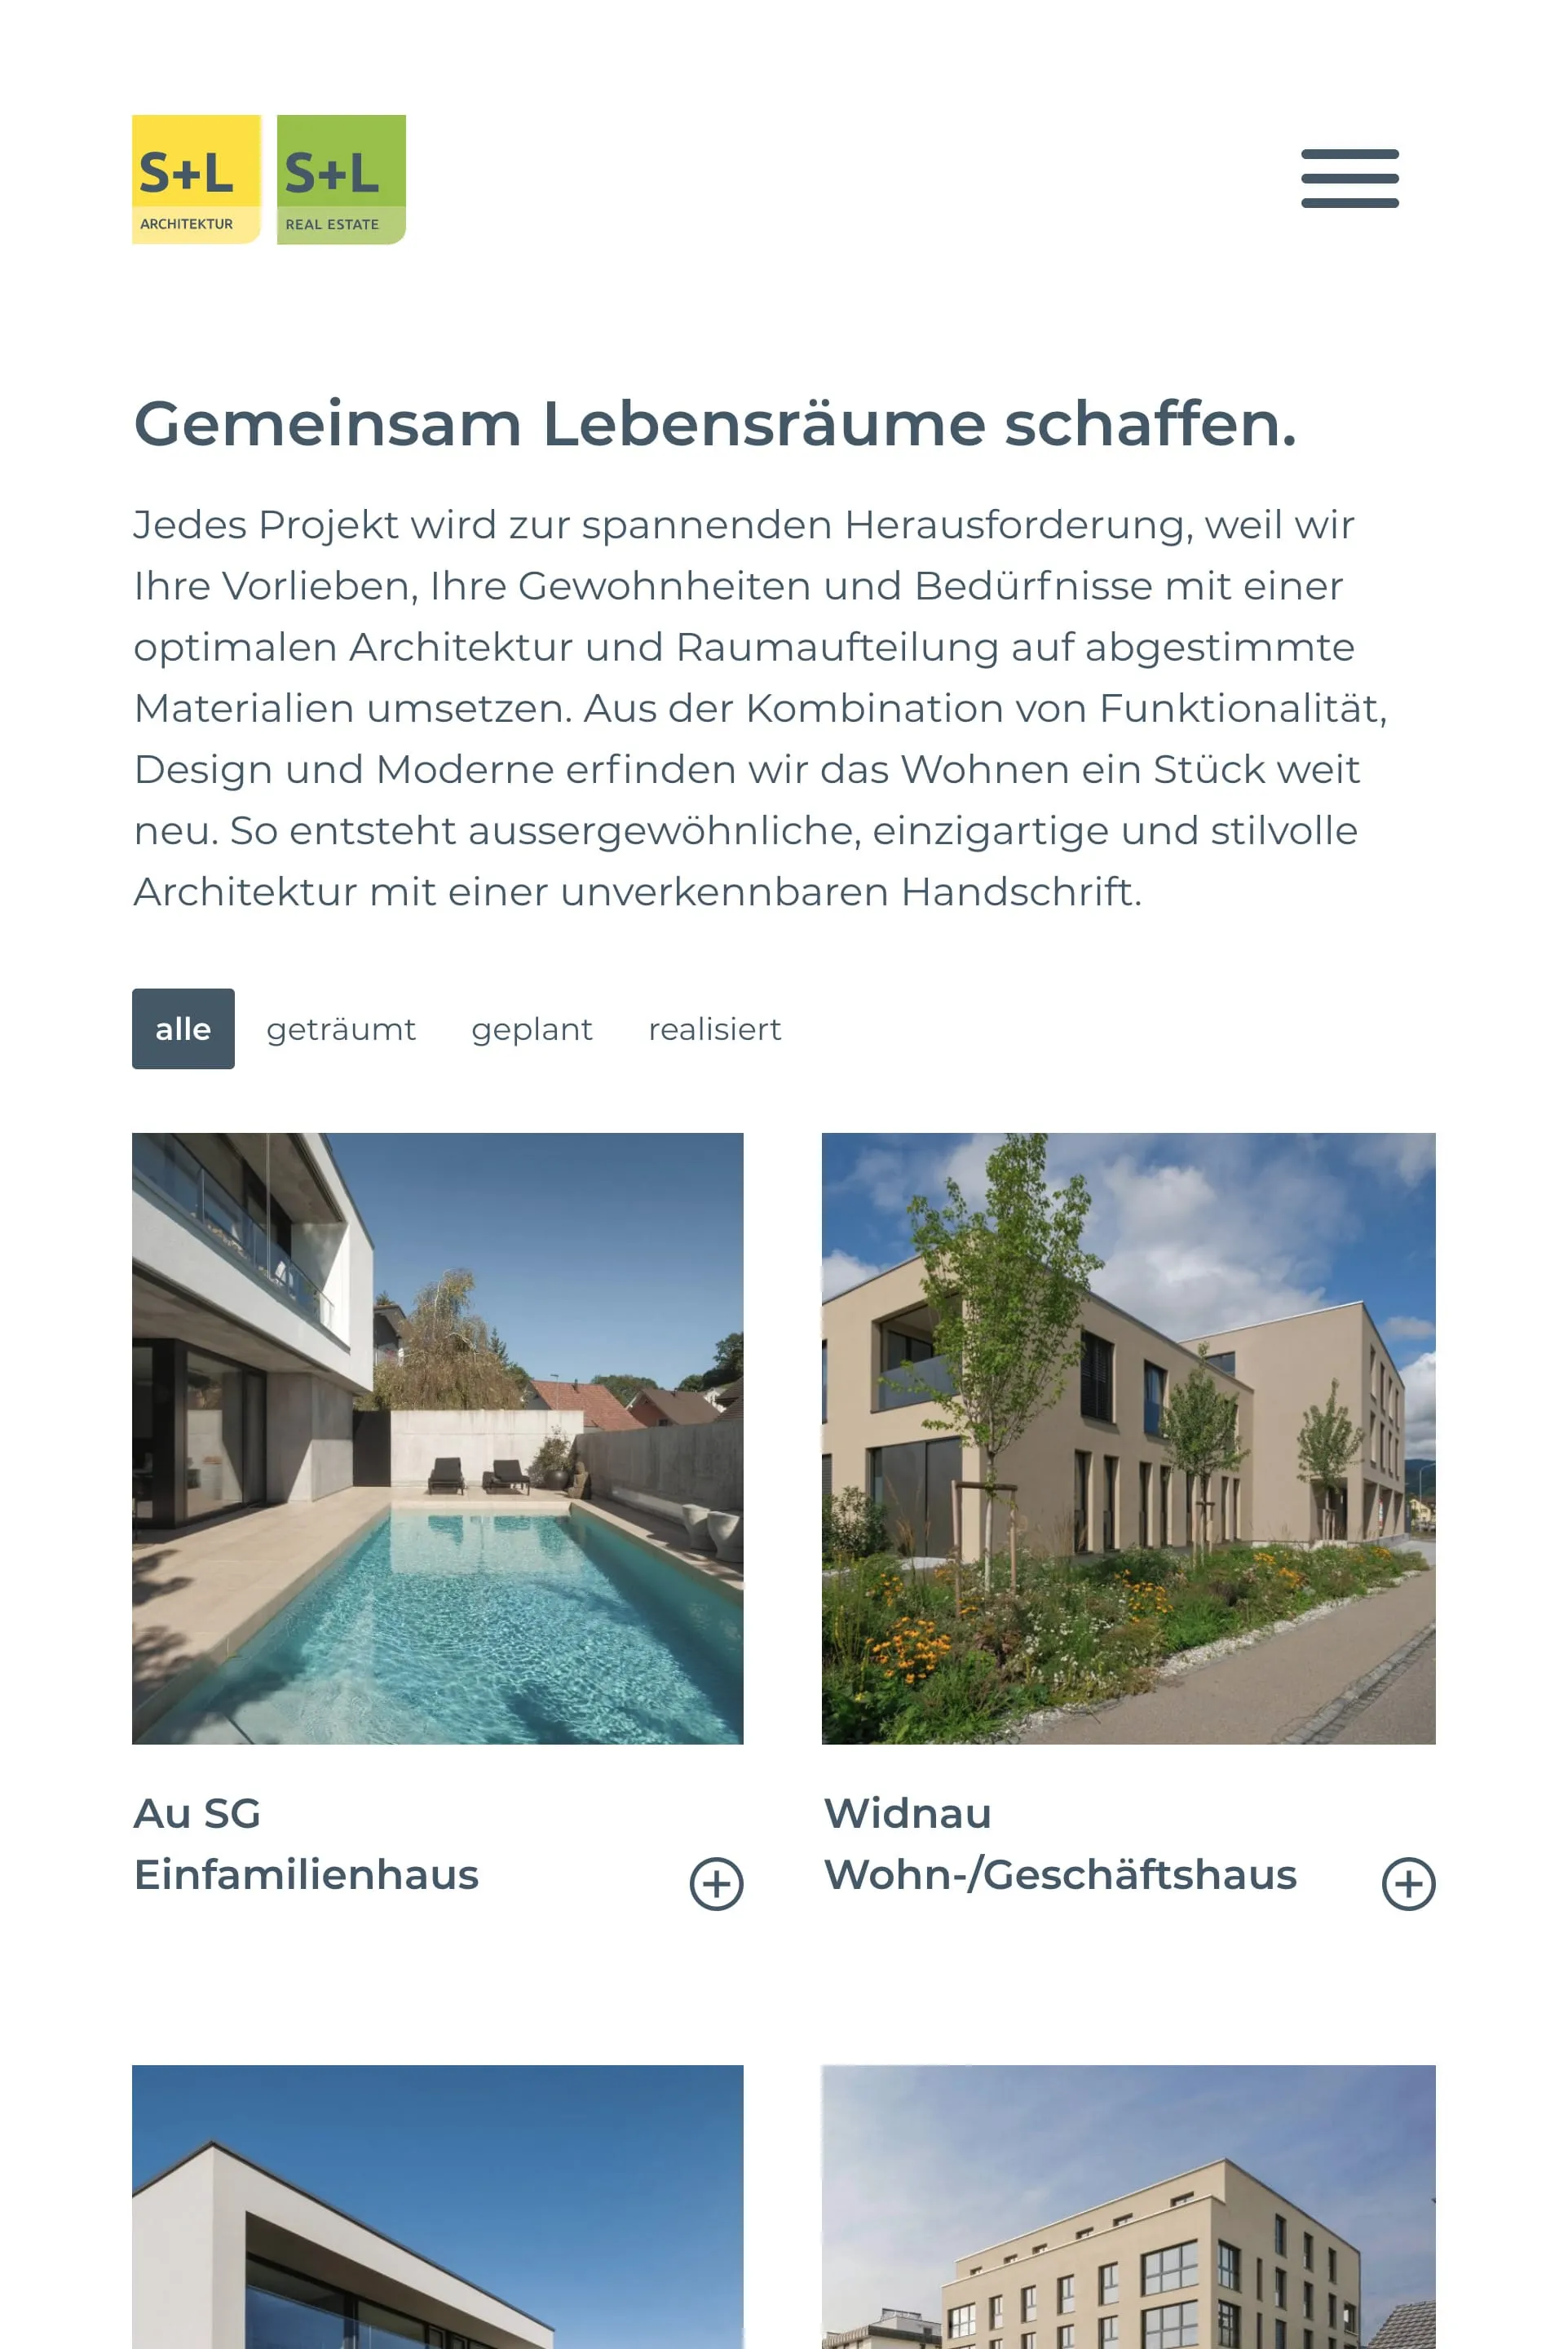 S+L
ARCHITEKTUR
S+L
REAL ESTATE
Gemeinsam Lebensräume schaffen.
Jedes Projekt wird zur spannenden Herausforderung, weil wir
Ihre Vorlieben, Ihre Gewohnheiten und Bedürfnisse mit einer
optimalen Architektur und Raumaufteilung auf abgestimmte
Materialien umsetzen. Aus der Kombination von Funktionalität,
Design und Moderne erfinden wir das Wohnen ein Stück weit
neu. So entsteht aussergewöhnliche, einzigartige und stilvolle
Architektur mit einer unverkennbaren Handschrift.
alle geträumt geplant realisiert
Au SG
Einfamilienhaus
Widnau
Wohn-/Geschäftshaus